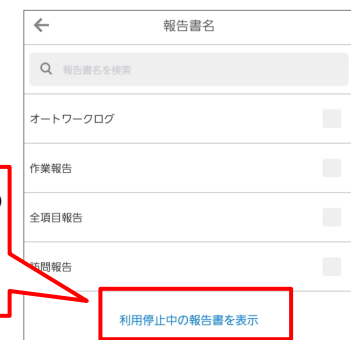 報告書名
報告書名を検索
オートワークログ
作業報告
全項目報告
訪問報告
利用停止中の報告書を表示